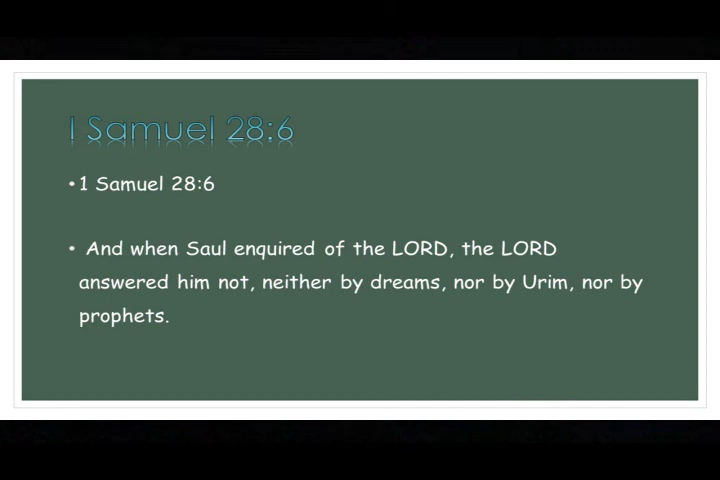 I Samuel 28:6
• 1 Samuel 28:6
• And when Saul enquired of the LORD, the LORD
answered him not, neither by dreams, nor by Urim, nor by
prophets.